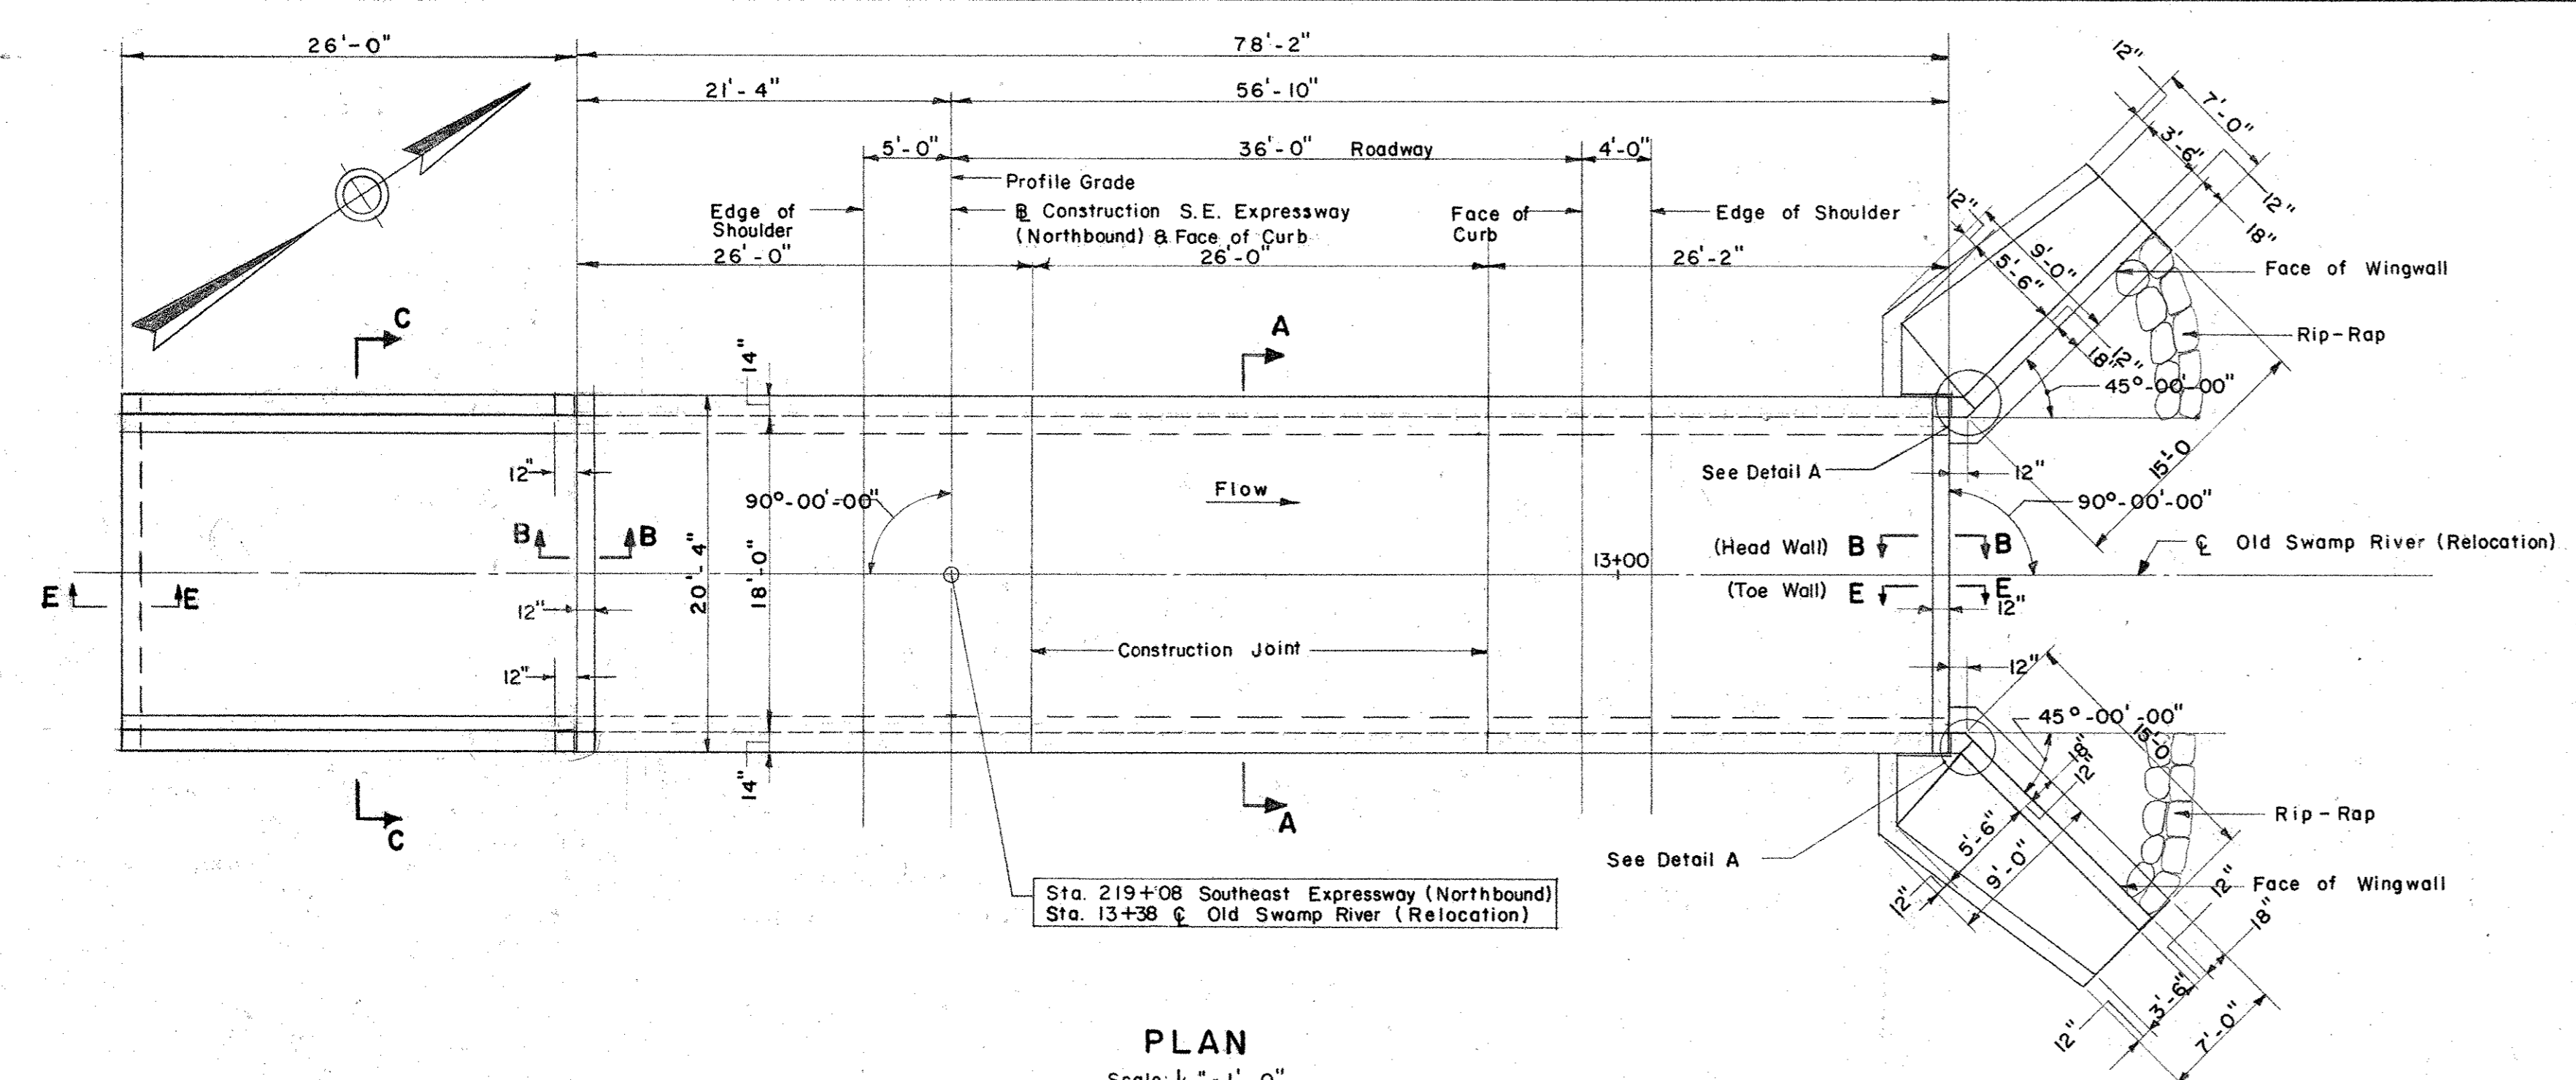 26'-0"
78'-2"
21'-4"
56'-10"
5'-0"
36'-0" Roadway
4'-0"
Profile Grade
Edge of
Shoulder
℄ Construction S.E. Expressway
(Northbound) & Face of Curb
Face of
Curb
Edge of Shoulder
26'-0"
26'-0"
26'-2"
12"
7'-0"
3'-6"
12"
18"
12"
9'-0"
5'-6"
12"
18"
Face of Wingwall
Rip-Rap
45°-00'-00"
15'-0
C
A
14"
12"
See Detail A
12"
Flow
90°-00'-00"
90°-00'-00"
B
B
20'-4"
18'-0"
(Head Wall) B
B
℄ Old Swamp River (Relocation)
13+00
E
E
(Toe Wall) E
E
12"
12"
Construction Joint
12"
12"
45°-00'-00"
15'-0
18"
12"
14"
C
A
5'-6"
9'-0"
12"
Rip-Rap
See Detail A
Face of Wingwall
12"
18"
Sta. 219+08 Southeast Expressway (Northbound)
Sta. 13+38 ℄ Old Swamp River (Relocation)
3'-6"
7'-0"
12"
PLAN